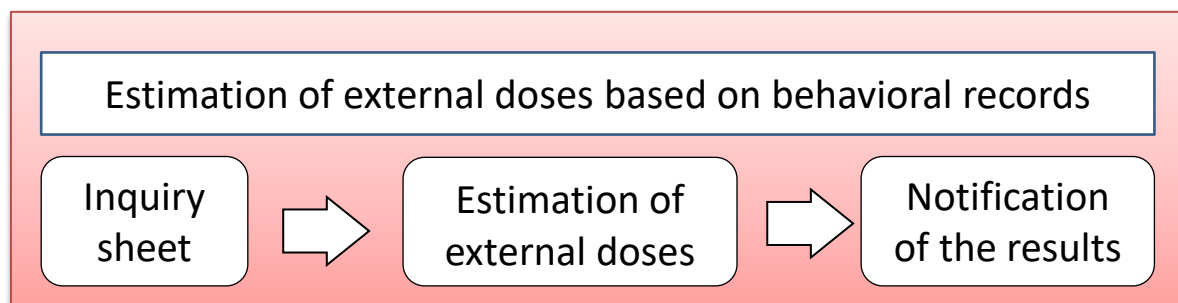 Estimation of external doses based on behavioral records
Inquiry
sheet
Estimation of
external doses
Notification
of the results